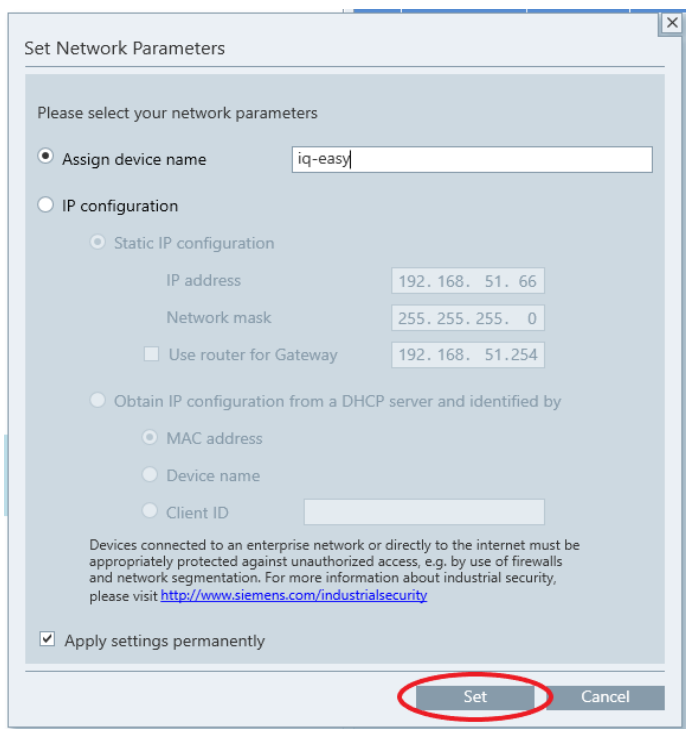 Set Network Parameters
Please select your network parameters
Assign device name iq-easy
IP configuration
Static IP configuration
IP address 192. 168. 51. 66
Network mask 255. 255. 255. 0
Use router for Gateway 192. 168. 51.254
Obtain IP configuration from a DHCP server and identified by
MAC address
Device name
Client ID
Devices connected to an enterprise network or directly to the internet must be
appropriately protected against unauthorized access, e.g. by use of firewalls
and network segmentation. For more information about industrial security,
please visit http://www.siemens.com/industrialsecurity
Apply settings permanently
Set Cancel